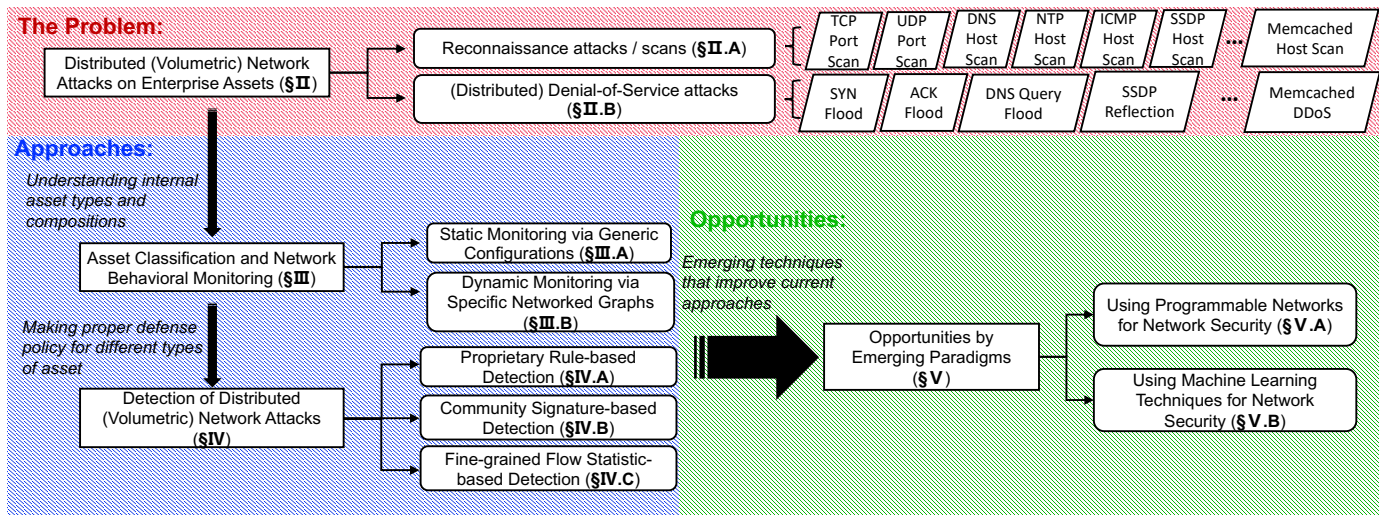 The Problem:
Distributed (Volumetric) Network
Attacks on Enterprise Assets (§II)
Reconnaissance attacks / scans (§II.A)
(Distributed) Denial-of-Service attacks
(§II.B)
TCP
Port
Scan
UDP
Port
Scan
DNS
Host
Scan
NTP
Host
Scan
ICMP
Host
Scan
SSDP
Host
Scan
...
Memcached
Host Scan
SYN
Flood
ACK
Flood
DNS Query
Flood
SSDP
Reflection
...
Memcached
DDoS
Approaches:
Understanding internal
asset types and
compositions
Asset Classification and Network
Behavioral Monitoring (§III)
Static Monitoring via Generic
Configurations (§III.A)
Dynamic Monitoring via
Specific Networked Graphs
(§III.B)
Making proper defense
policy for different types
of asset
Detection of Distributed
(Volumetric) Network Attacks
(§IV)
Proprietary Rule-based
Detection (§IV.A)
Community Signature-based
Detection (§IV.B)
Fine-grained Flow Statistic-
based Detection (§IV.C)
Opportunities:
Emerging techniques
that improve current
approaches
Opportunities by
Emerging Paradigms
(§V)
Using Programmable Networks
for Network Security (§V.A)
Using Machine Learning
Techniques for Network
Security (§V.B)